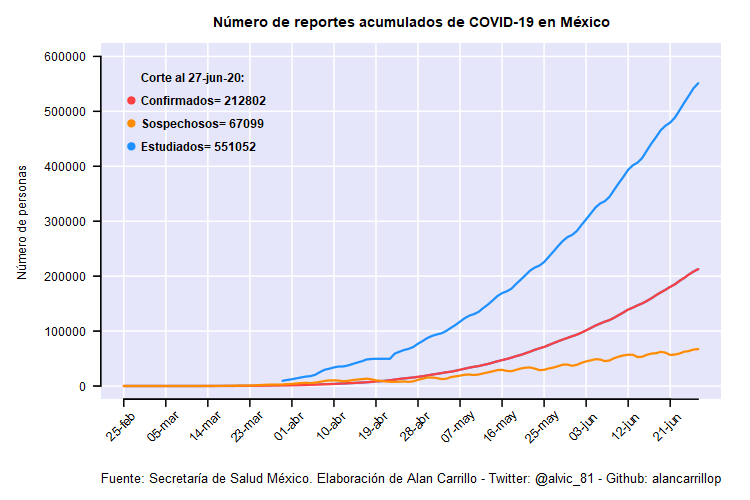 Número de reportes acumulados de COVID-19 en México
Número de personas
600000
500000
400000
300000
200000
100000
0
Corte al 27-jun-20:
Confirmados= 212802
Sospechosos= 67099
Estudiados= 551052
25-feb
05-mar
14-mar
23-mar
01-abr
10-abr
19-abr
28-abr
07-may
16-may
25-may
03-jun
12-jun
21-jun
Fuente: Secretaría de Salud México. Elaboración de Alan Carrillo - Twitter: @alvic_81 - Github: alancarrillop